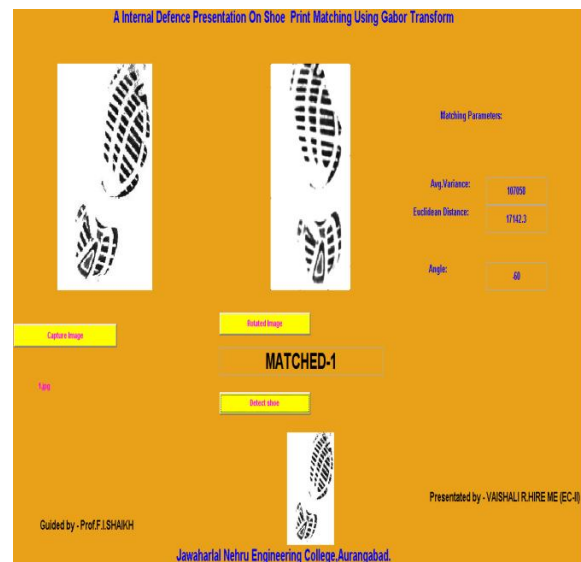 A Internal Defence Presentation On Shoe Print Matching Using Gabor Transform
Matching Parameters:
Avg.Variance:
107050
Euclidean Distance:
17142.3
Angle:
-60
Capture Image
Rotated Image
MATCHED-1
1.jpg
Detect shoe
Presentated by - VAISHALI R.HIRE ME (EC-II)
Guided by - Prof.F.I.SHAIKH
Jawaharlal Nehru Engineering College,Aurangabad.